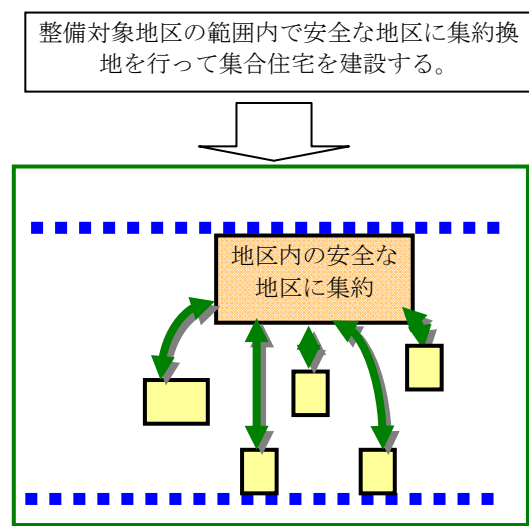 整備対象地区の範囲内で安全な地区に集約換
地を行って集合住宅を建設する。
地区内の安全な
地区に集約